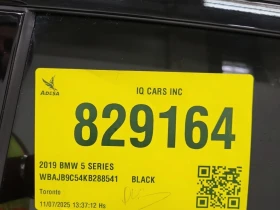 ADESA
IQ CARS INC
829164
2019 BMW 5 SERIES
WBAJB9C54KB288541 BLACK
Toronto
11/07/2025 13:37:12 Hs